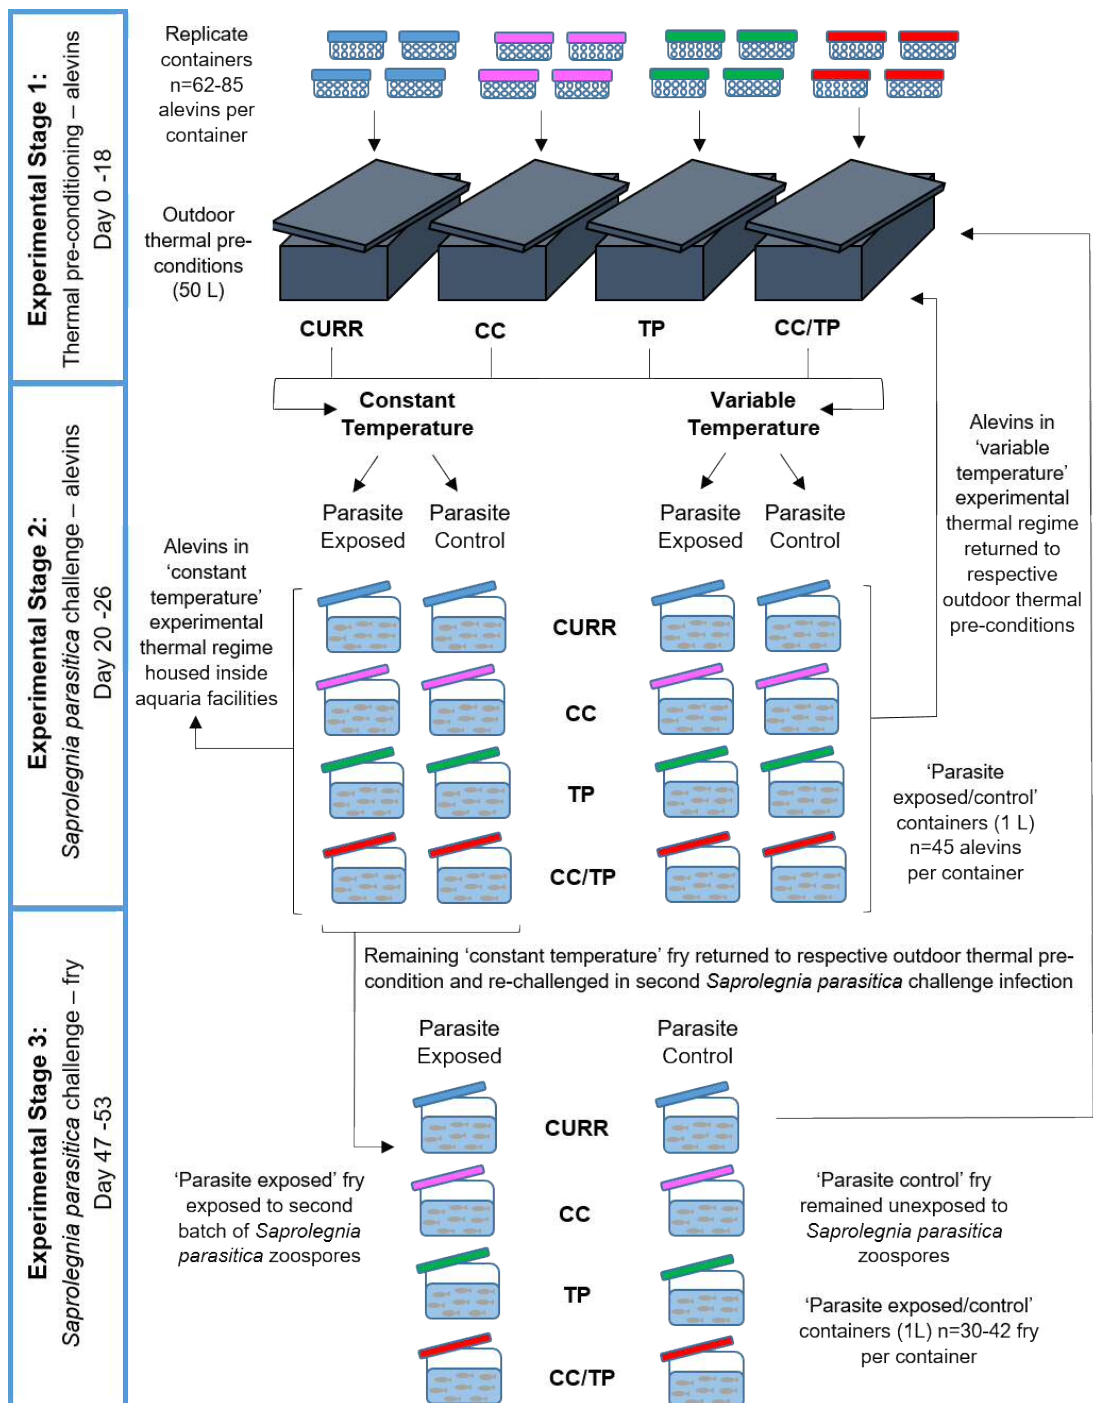 Experimental Stage 1:
Thermal pre-conditioning – alevins
Day 0 -18
Replicate
containers
n=62-85
alevins per
container
Outdoor
thermal pre-
conditions
(50 L)
CURR
CC
TP
CC/TP
Experimental Stage 2:
Saprolegnia parasitica challenge – alevins
Day 20 -26
Constant
Temperature
Variable
Temperature
Parasite
Exposed
Parasite
Control
Parasite
Exposed
Parasite
Control
Alevins in
‘constant
temperature’
experimental
thermal regime
housed inside
aquaria facilities
CURR
CC
TP
CC/TP
Alevins in
‘variable
temperature’
experimental
thermal regime
returned to
respective
outdoor thermal
pre-conditions
‘Parasite
exposed/control’
containers (1 L)
n=45 alevins
per container
Experimental Stage 3:
Saprolegnia parasitica challenge – fry
Day 47 -53
Remaining ‘constant temperature’ fry returned to respective outdoor thermal pre-
condition and re-challenged in second Saprolegnia parasitica challenge infection
Parasite
Exposed
Parasite
Control
CURR
CC
TP
CC/TP
‘Parasite exposed’ fry
exposed to second
batch of Saprolegnia
parasitica zoospores
‘Parasite control’ fry
remained unexposed to
Saprolegnia parasitica
zoospores
‘Parasite exposed/control’
containers (1L) n=30-42 fry
per container